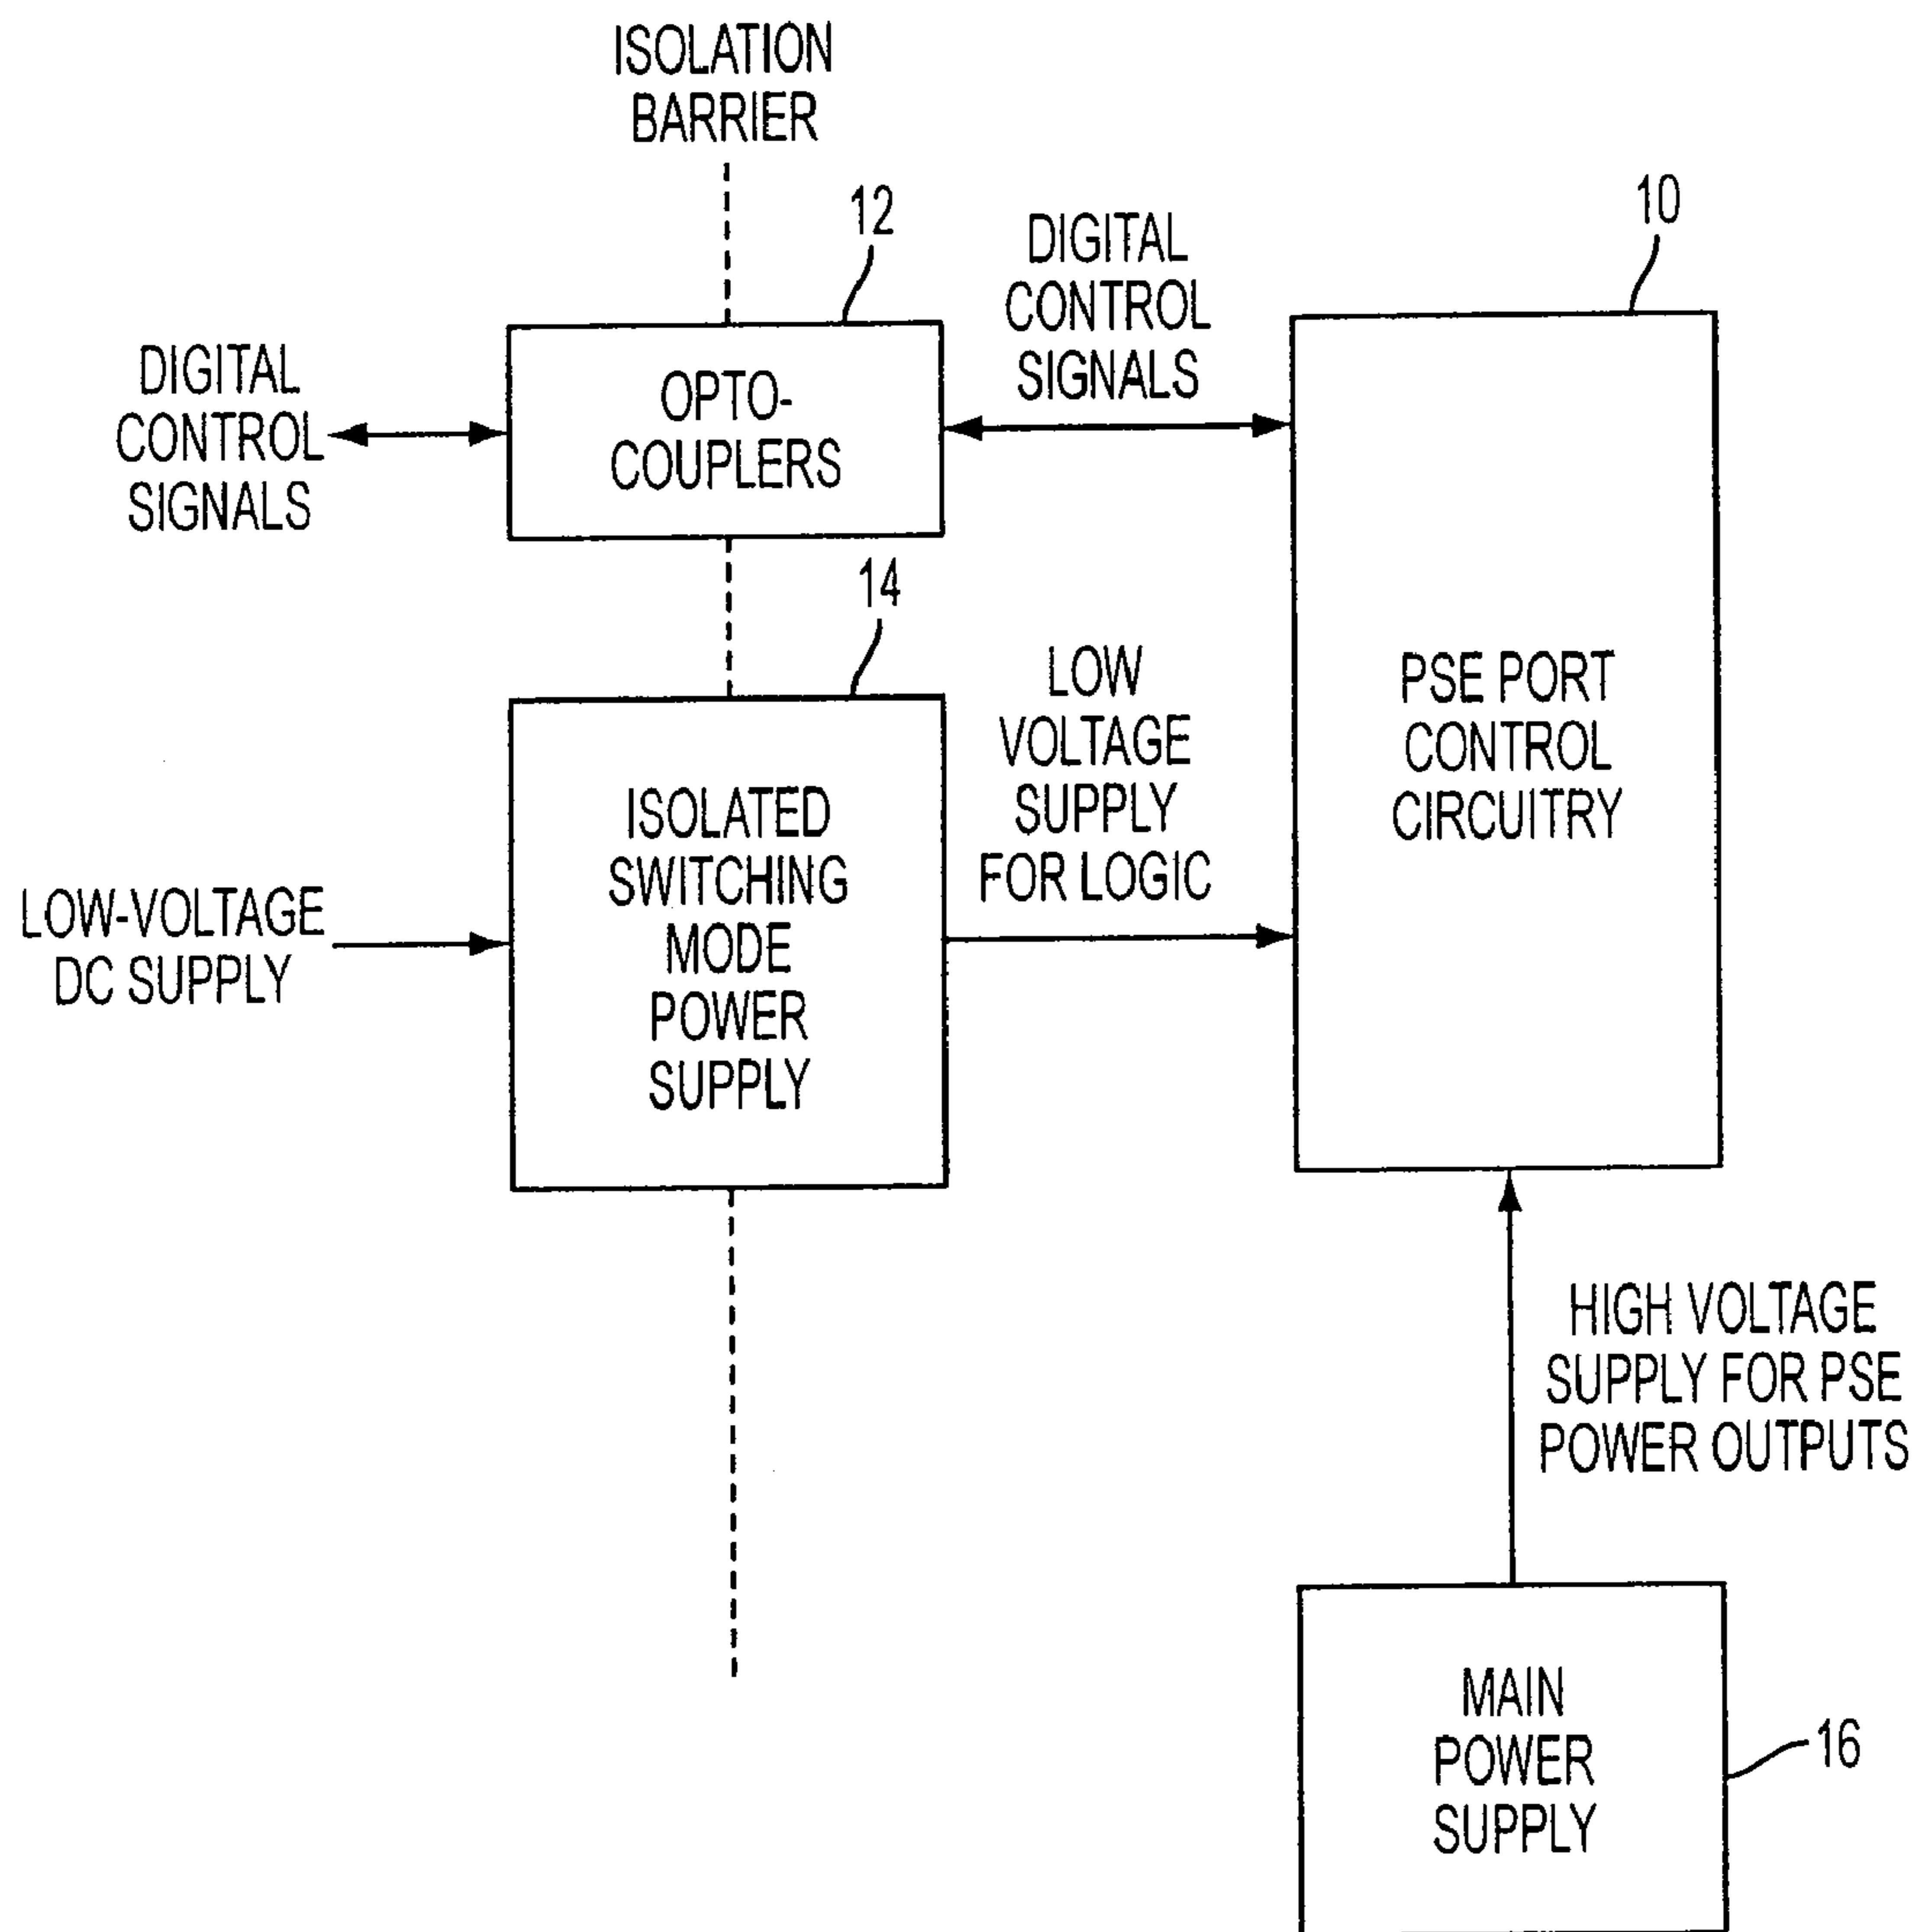 ISOLATION
BARRIER
12
10
DIGITAL
CONTROL
SIGNALS
DIGITAL
CONTROL
SIGNALS
OPTO-
COUPLERS
14
LOW
VOLTAGE
SUPPLY
FOR LOGIC
PSE PORT
CONTROL
CIRCUITRY
ISOLATED
SWITCHING
MODE
POWER
SUPPLY
LOW-VOLTAGE
DC SUPPLY
HIGH VOLTAGE
SUPPLY FOR PSE
POWER OUTPUTS
MAIN
POWER
SUPPLY
16